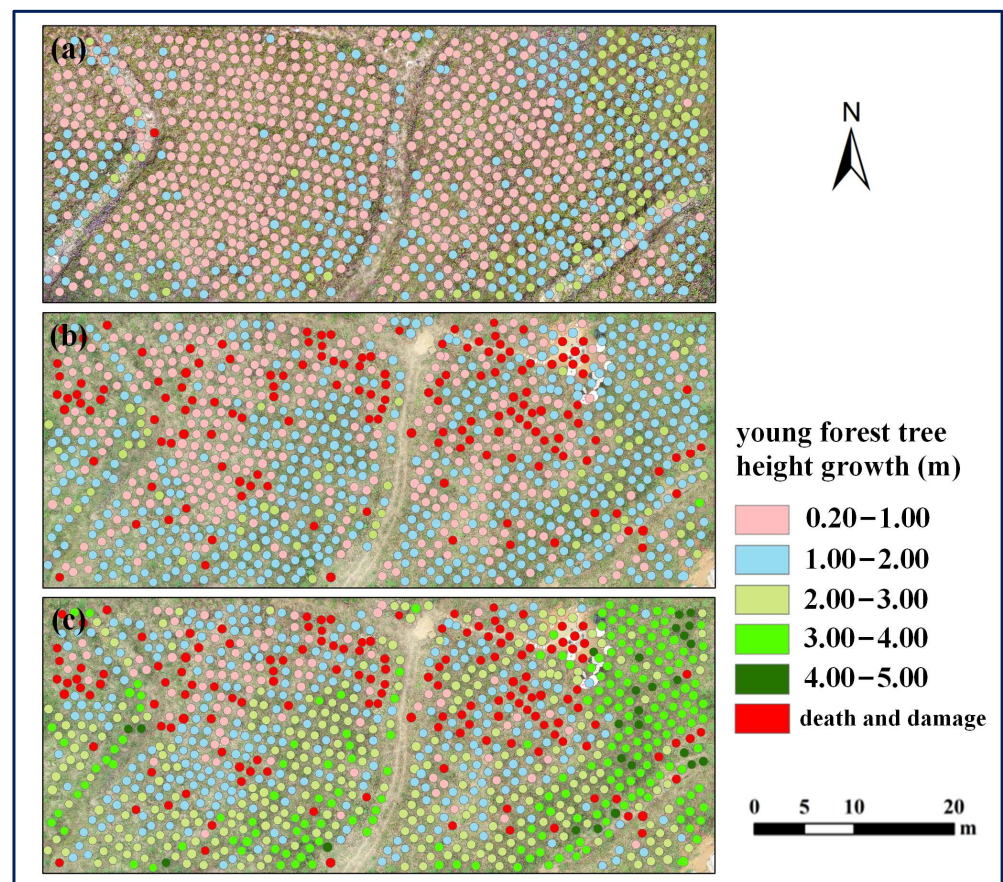 (a)
N
(b)
(c)
young forest tree
height growth (m)
0.20−1.00
1.00−2.00
2.00−3.00
3.00−4.00
4.00−5.00
death and damage
0 5 10 20
m